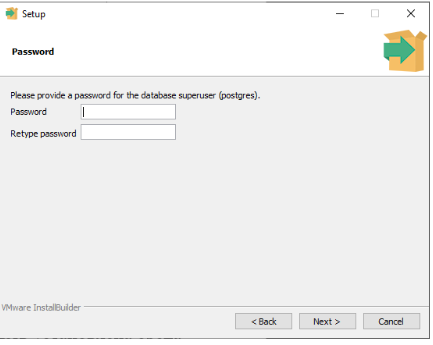 Setup
Password
Please provide a password for the database superuser (postgres).
Password
Retype password
VMware InstallBuilder
< Back Next > Cancel